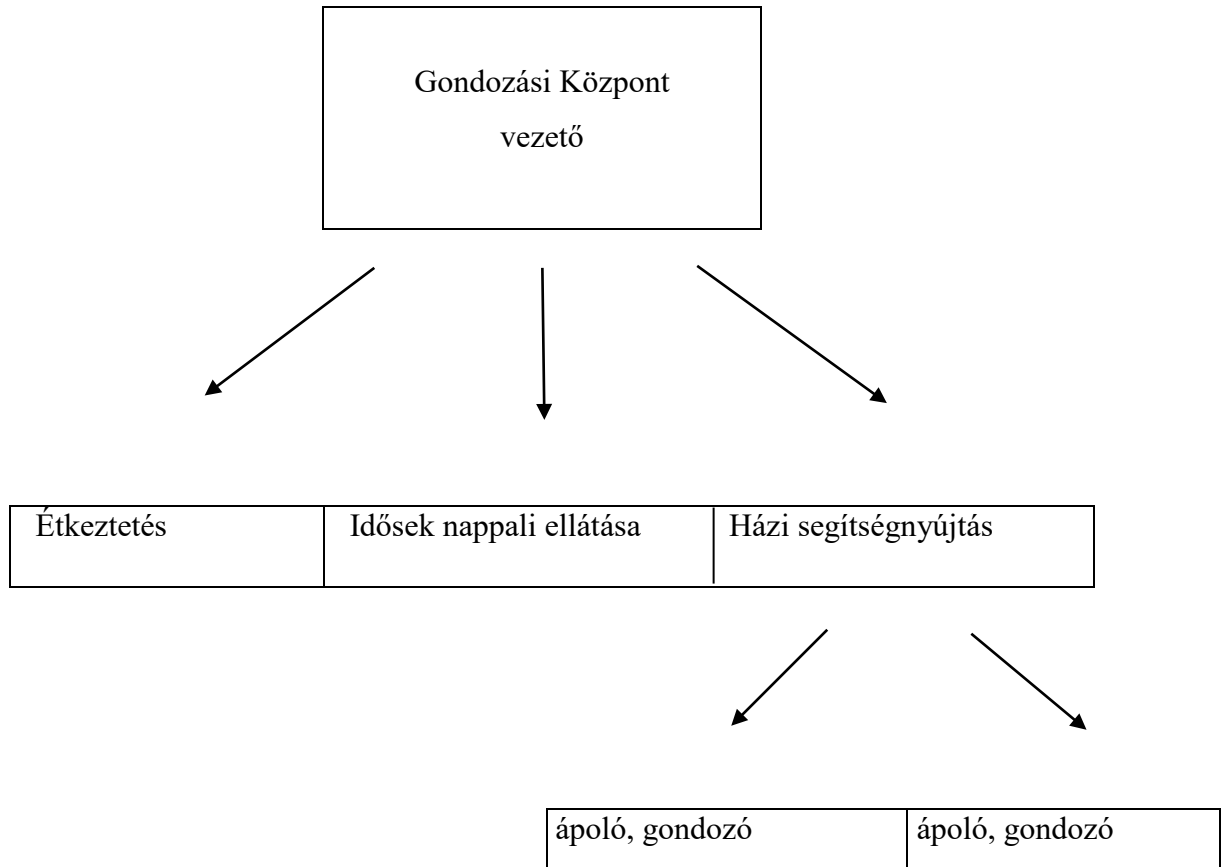 Gondozási Központ
vezető
Étkeztetés
Idősek nappali ellátása
Házi segítségnyújtás
ápoló, gondozó
ápoló, gondozó